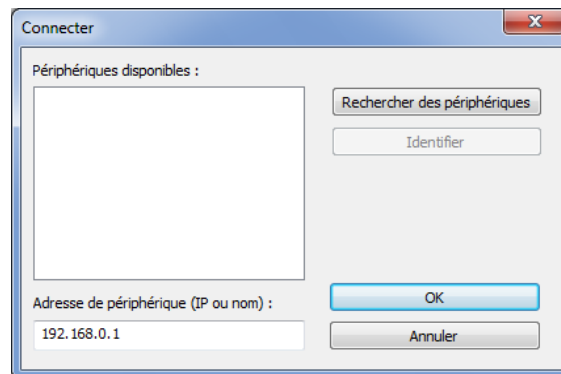 Connecter
Périphériques disponibles :
Rechercher des périphériques
Identifier
Adresse de périphérique (IP ou nom) :
192.168.0.1
OK
Annuler